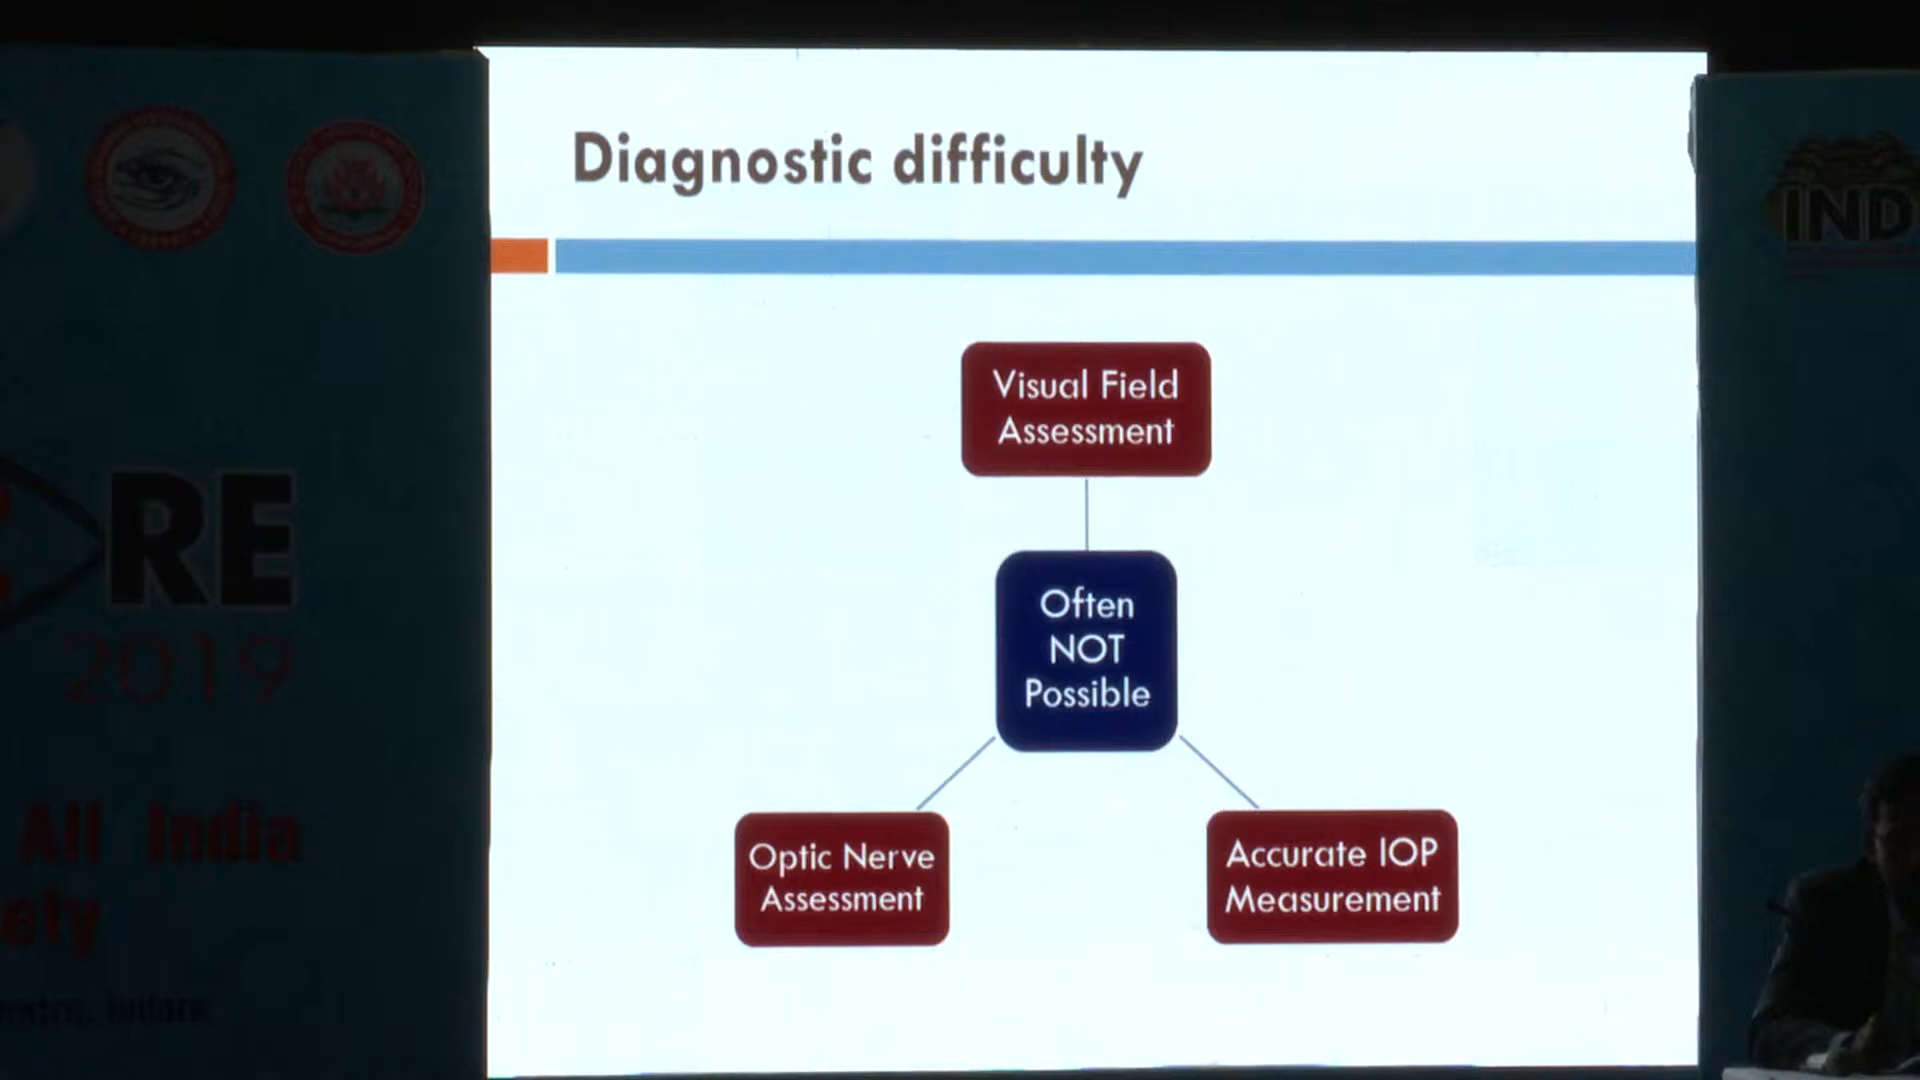 Diagnostic difficulty
Visual Field
Assessment
Often
NOT
Possible
Optic Nerve
Assessment
Accurate IOP
Measurement
RE
2019
All India
ety
IND